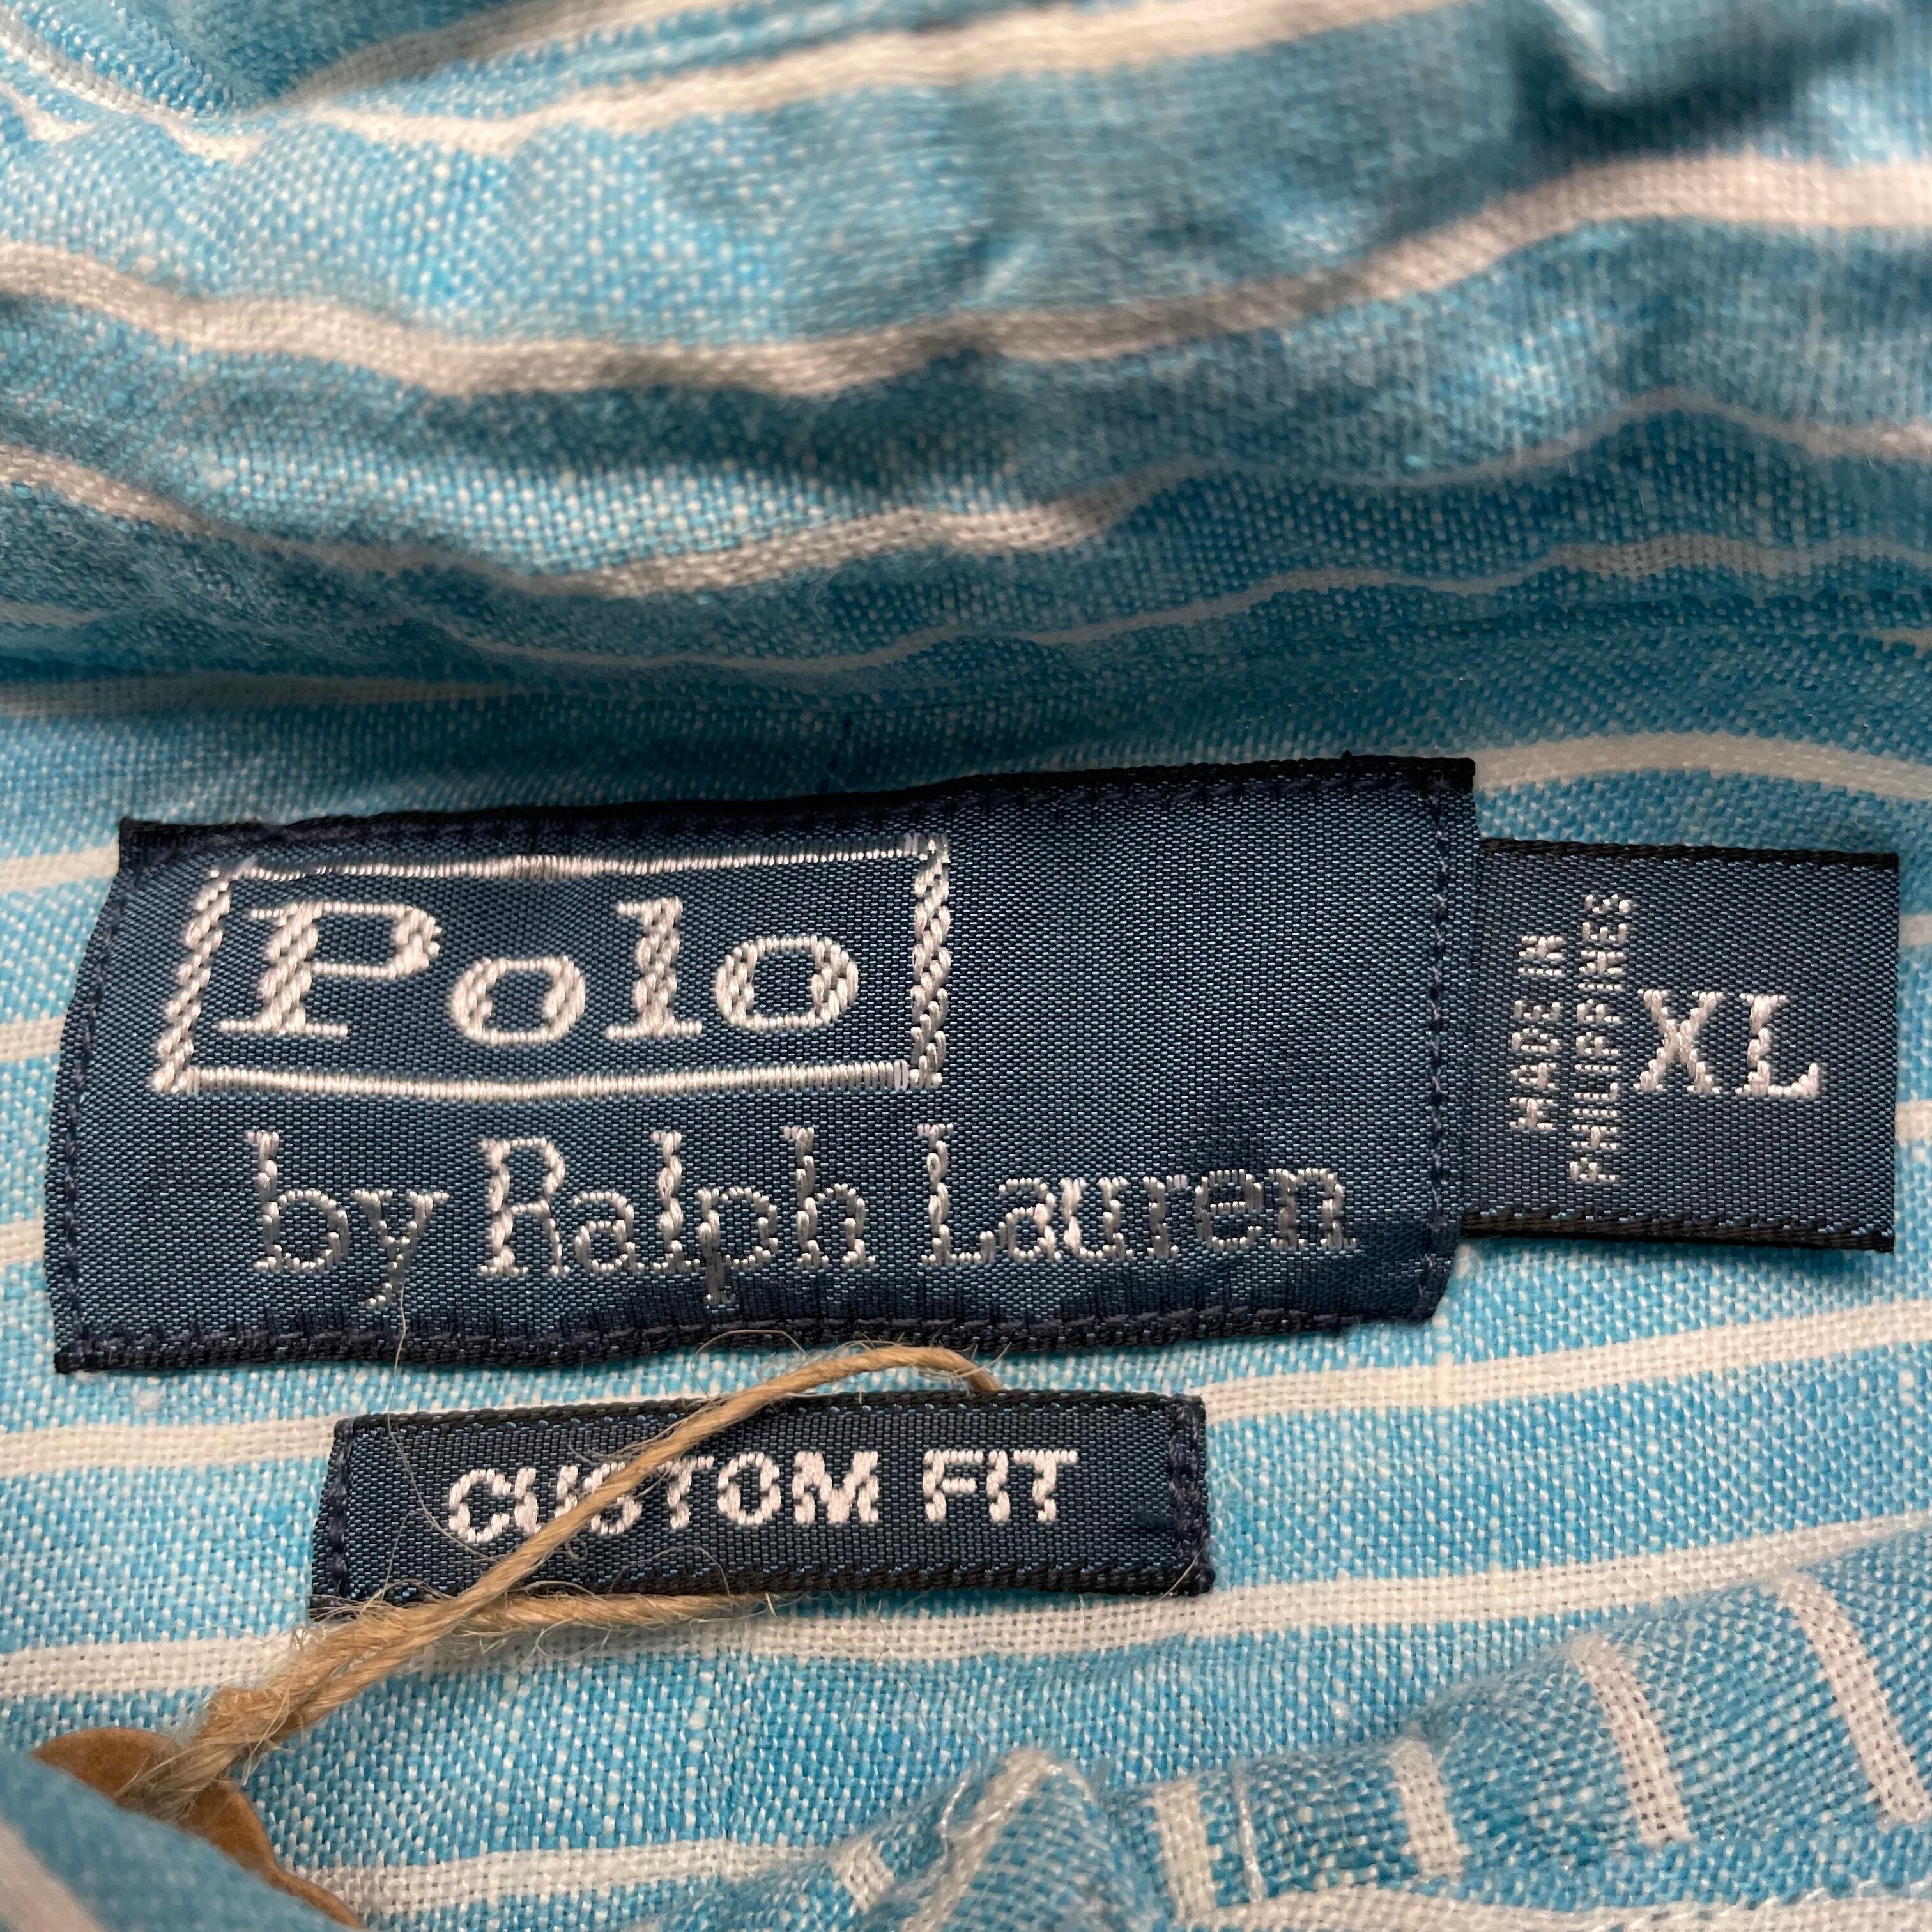 Polo
by Ralph Lauren
MADE IN
PHILIPPINES
XL
CUSTOM FIT